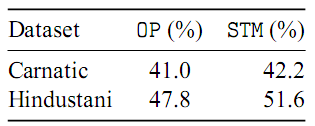 Dataset OP (%) STM (%)
Carnatic 41.0 42.2
Hindustani 47.8 51.6